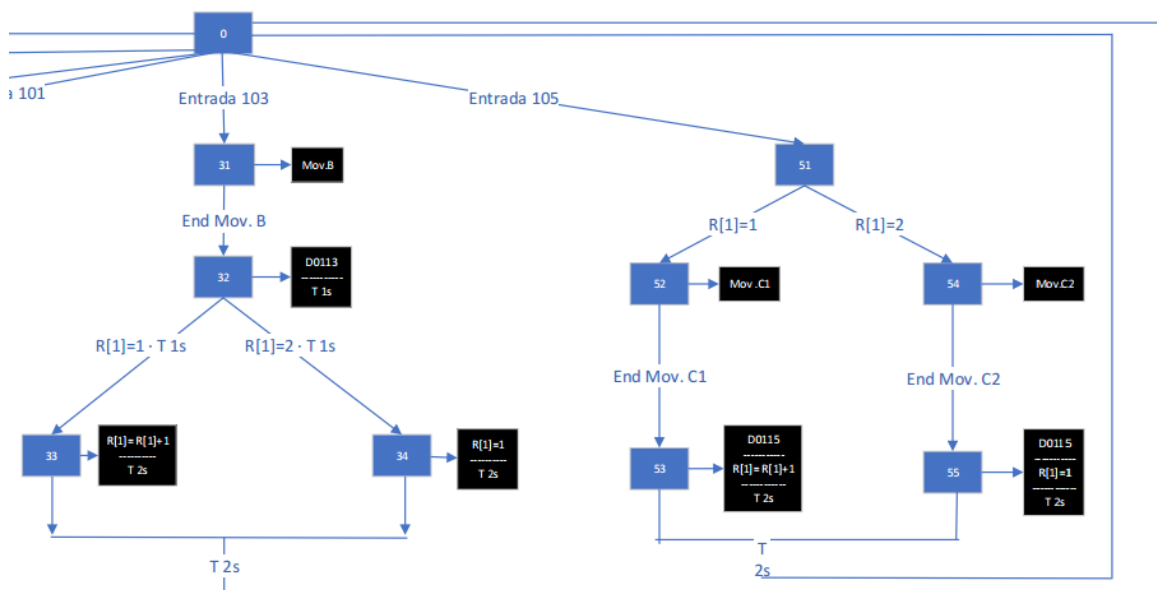 0
a 101
Entrada 103
Entrada 105
31
Mov.B
51
End Mov. B
R[1]=1
R[1]=2
32
D0113
-----------
T 1s
52
Mov .C1
54
Mov.C2
R[1]=1 · T 1s
R[1]=2 · T 1s
End Mov. C1
End Mov. C2
33
R[1]=R[1]+1
-----------
T 2s
34
R[1]=1
-----------
T 2s
53
D0115
-----------
R[1]=R[1]+1
-----------
T 2s
55
D0115
-----------
R[1]=1
-----------
T 2s
T 2s
T
2s